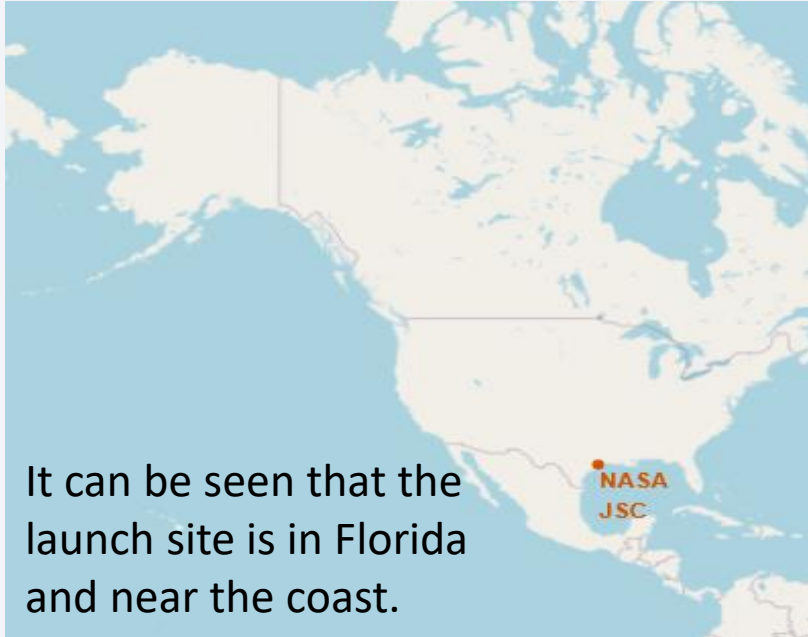 NASA
JSC
It can be seen that the
launch site is in Florida
and near the coast.